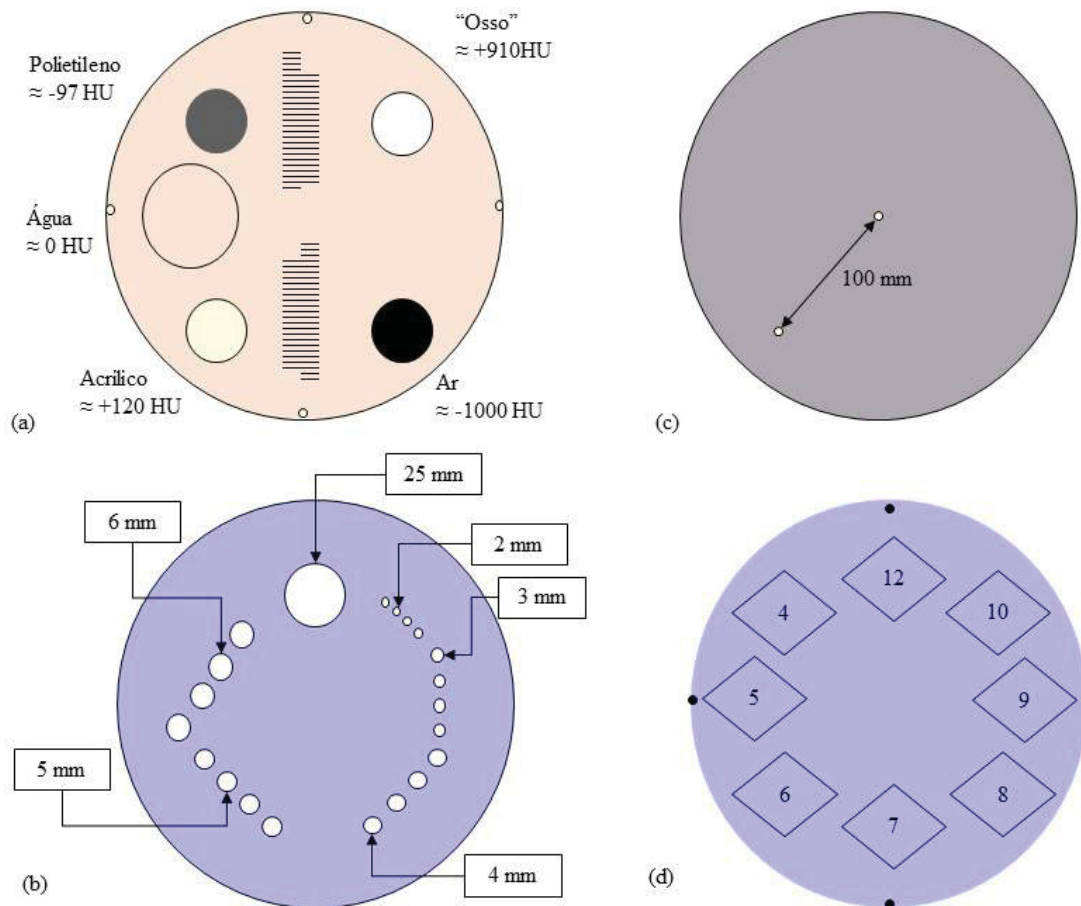 “Osso”
≈ +910HU
Polietileno
≈ -97 HU
Água
≈ 0 HU
Acrílico
≈ +120 HU
Ar
≈ -1000 HU
(a)
100 mm
(c)
25 mm
6 mm
2 mm
3 mm
5 mm
4 mm
(b)
12
4
10
5
9
6
8
7
(d)